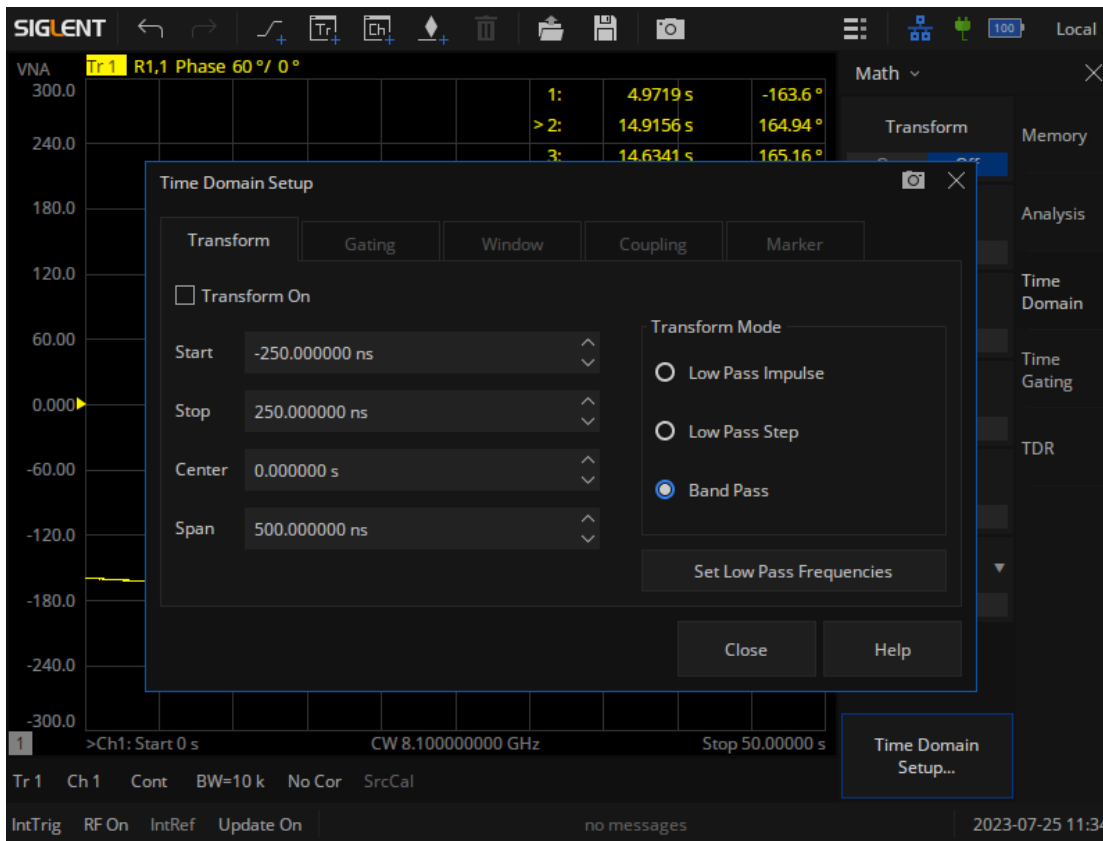 SIGLENT Tr Ch 100 Local
VNA Tr 1 R1,1 Phase 60 °/ 0 °
Math
300.0
1: 4.9719 s -163.6 °
> 2: 14.9156 s 164.94 °
3: 14.6341 s 165.16 °
Transform
Memory
240.0
Time Domain Setup
180.0
Analysis
Transform Gating Window Coupling Marker
120.0
Transform On
Time
Domain
60.00
Start -250.000000 ns
Transform Mode
Low Pass Impulse
Time
Gating
0.000
Stop 250.000000 ns
Low Pass Step
TDR
-60.00
Center 0.000000 s
Band Pass
-120.0
Span 500.000000 ns
Set Low Pass Frequencies
-180.0
-240.0
Close Help
-300.0
1 >Ch1: Start 0 s CW 8.100000000 GHz Stop 50.00000 s
Time Domain
Setup...
Tr 1 Ch 1 Cont BW=10 k No Cor SrcCal
IntTrig RF On IntRef Update On no messages 2023-07-25 11:34